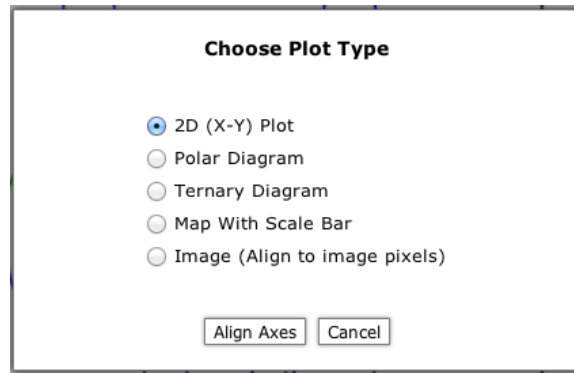 Choose Plot Type
2D (X-Y) Plot
Polar Diagram
Ternary Diagram
Map With Scale Bar
Image (Align to image pixels)
Align Axes Cancel